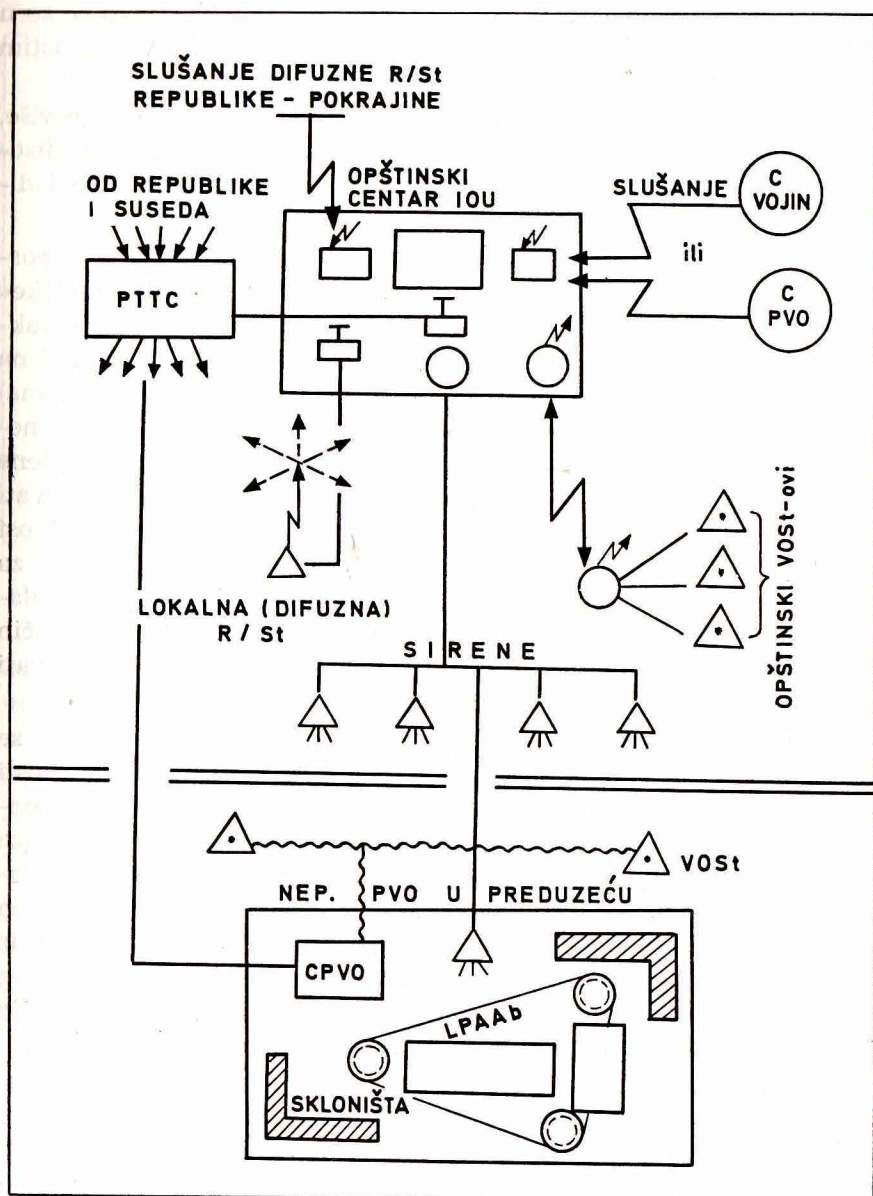 SLUŠANJE DIFUZNE R/St
REPUBLIKE - POKRAJINE
OD REPUBLIKE
I SUSEDA
OPŠTINSKI
CENTAR IOU
SLUŠANJE
ili
C
VOJIN
C
PVO
PTTC
LOKALNA (DIFUZNA)
R / St
OPŠTINSKI VOSt-ovi
SIRENE
VOSt
NEP. PVO U PREDUZEĆU
CPVO
LPAAb
SKLONIŠTA